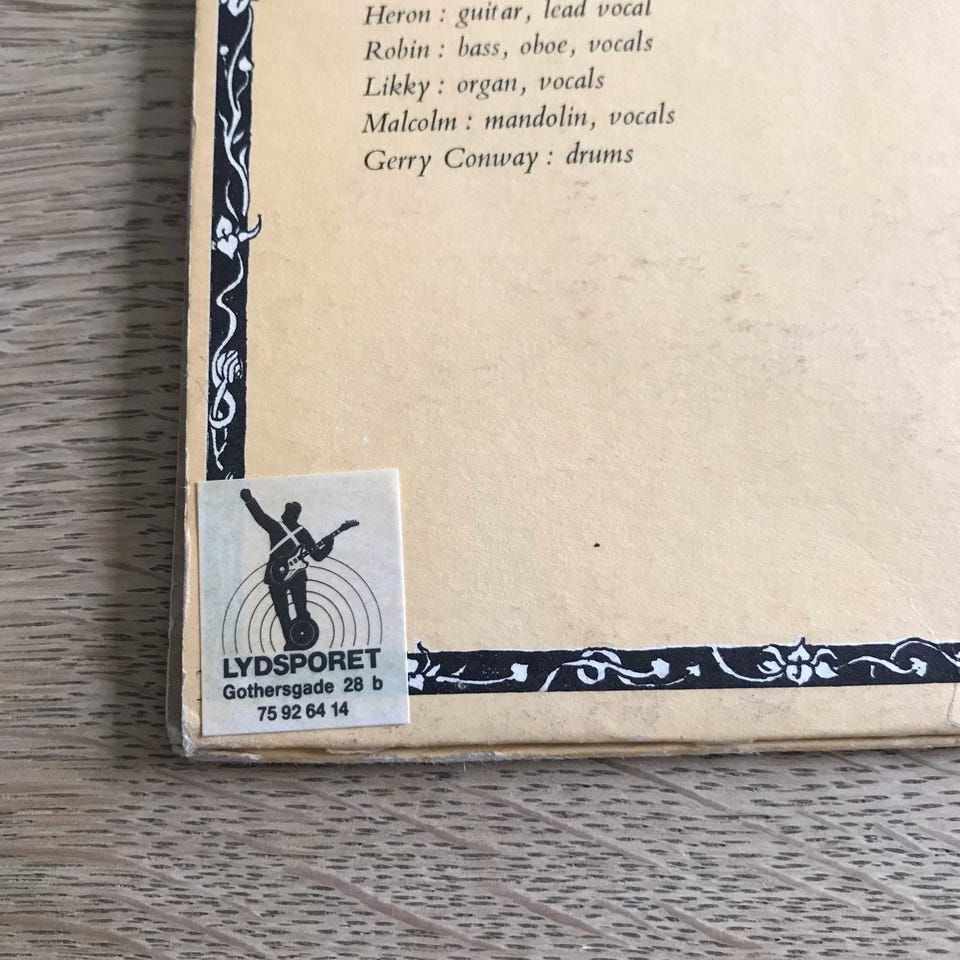 Heron : guitar, lead vocal
Robin : bass, oboe, vocals
Likky : organ, vocals
Malcolm : mandolin, vocals
Gerry Conway : drums
LYDSPORET
Gothersgade 28 b
75 92 64 14